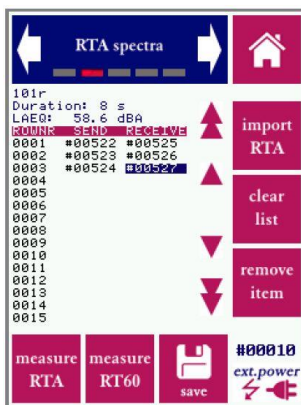 RTA spectra
101r
Duration: 8 s
LAEQ: 58.6 dBA
ROWNR SEND RECEIVE
0001 #00522 #00525
0002 #00523 #00526
0003 #00524 #00527
0004
0005
0006
0007
0008
0009
0010
0011
0012
0013
0014
0015
import
RTA
clear
list
remove
item
measure
RTA
measure
RT60
save
#00010
ext.power